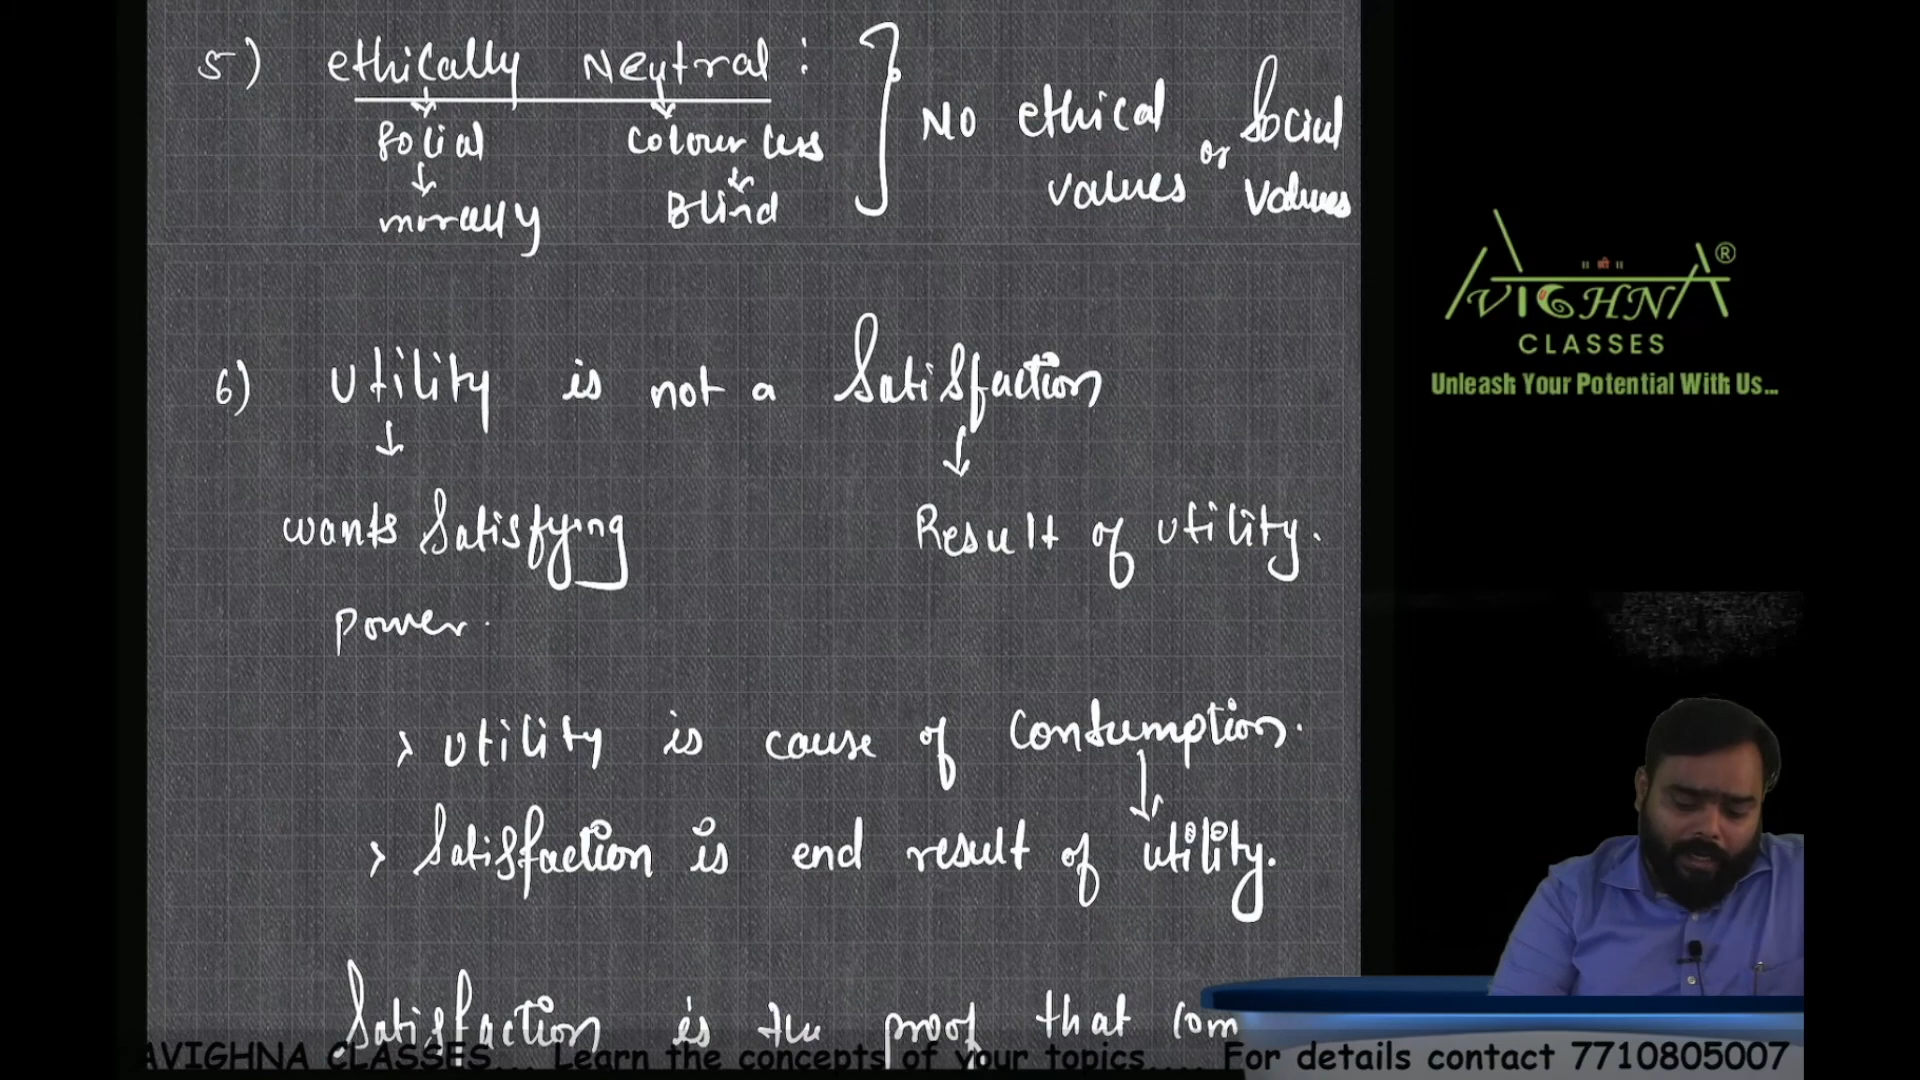 5) ethically Neutral : } No ethical or Social
Social colour less values values
morally Blind
6) Utility is not a Satisfaction
wants Satisfying Result of utility.
power.
> Utility is cause of Consumption.
> Satisfaction is end result of utility.
Satisfaction is the proof that com
AVIGHNA ®
CLASSES
Unleash Your Potential With Us...
AVIGHNA CLASSES... Learn the concepts of your topics.... For details contact 7710805007